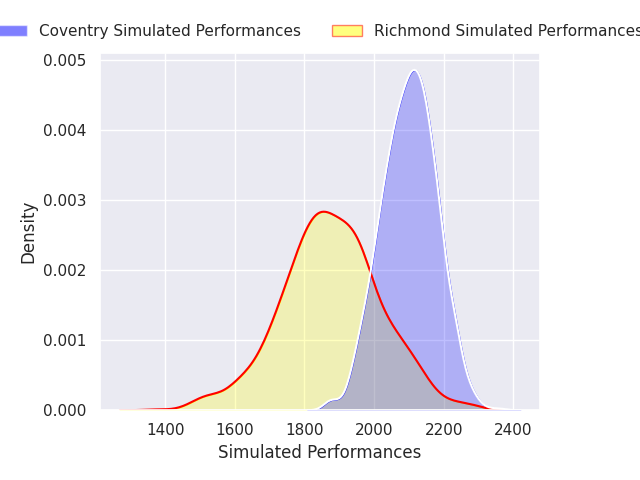 Coventry Simulated Performances
Richmond Simulated Performances
0.005
0.004
0.003
0.002
0.001
0.000
Density
1400 1600 1800 2000 2200 2400
Simulated Performances